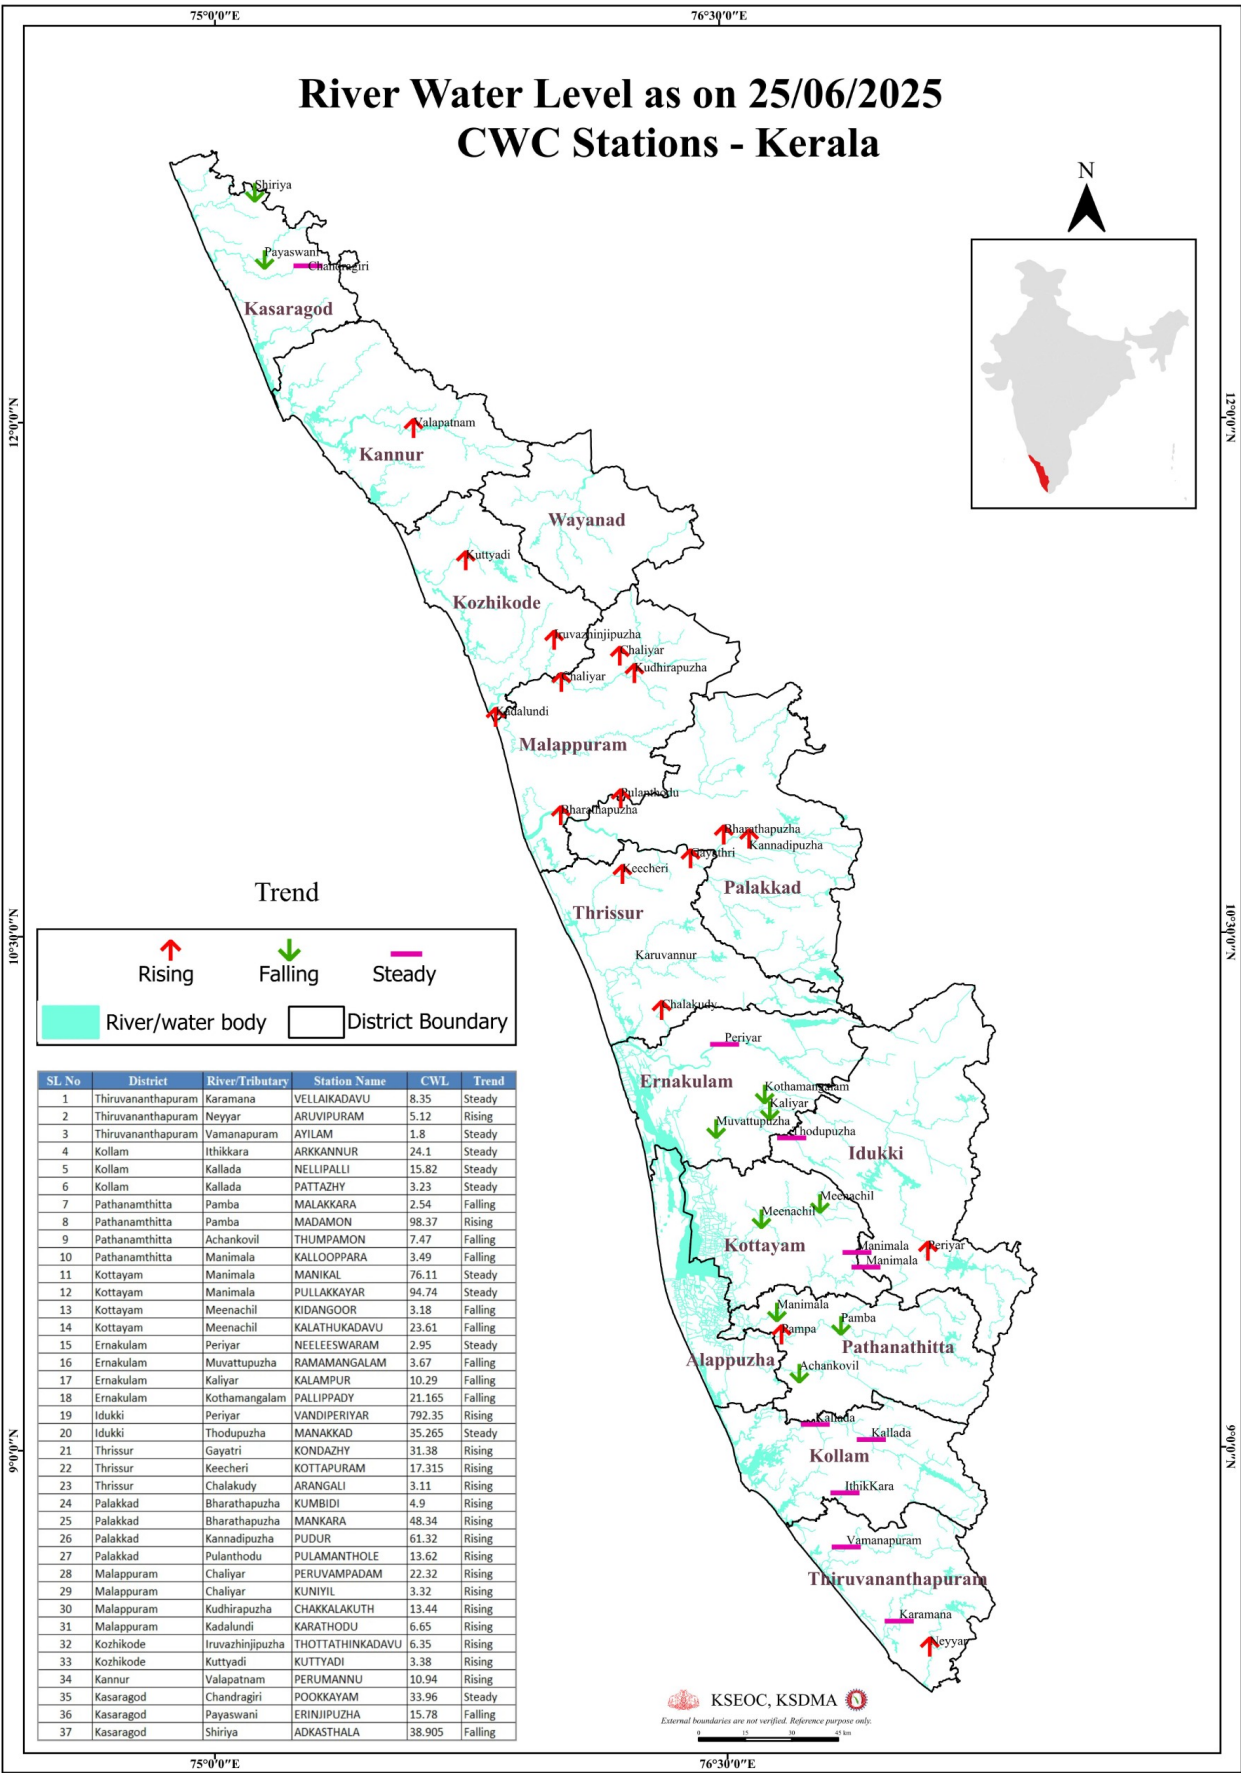 75°0'0"E 76°30'0"E
River Water Level as on 25/06/2025
CWC Stations - Kerala
N
Shiriya
Payaswani
Chandragiri
Kasaragod
12°0'0"N 12°0'0"N
Valapatnam
Kannur
Wayanad
Kuttyadi
Kozhikode
Iruvazhinjipuzha
Chaliyar
Kudhirapuzha
Chaliyar
Kadalundi
Malappuram
Pulanthodu
Bharathapuzha
Bharathapuzha
Kannadipuzha
Gayathri
Keecheri
Palakkad
Thrissur
10°30'0"N 10°30'0"N
Karuvannur
Chalakudy
Periyar
Ernakulam
Kothamangalam
Kaliyar
Muvattupuzha
Thodupuzha
Idukki
Meenachil
Meenachil
Kottayam
Manimala
Periyar
Manimala
Manimala
Pamba
Pampa
Pathanathitta
Alappuzha
Achankovil
Kallada
Kallada
Kollam
9°0'0"N 9°0'0"N
IthikKara
Vamanapuram
Thiruvananthapuram
Karamana
Neyyar
Trend
Rising Falling Steady
River/water body District Boundary
SL No District River/Tributary Station Name CWL Trend
1 Thiruvananthapuram Karamana VELLAIKADAVU 8.35 Steady
2 Thiruvananthapuram Neyyar ARUVIPURAM 5.12 Rising
3 Thiruvananthapuram Vamanapuram AYILAM 1.8 Steady
4 Kollam Ithikkara ARKKANNUR 24.1 Steady
5 Kollam Kallada NELLIPALLI 15.82 Steady
6 Kollam Kallada PATTAZHY 3.23 Steady
7 Pathanamthitta Pamba MALAKKARA 2.54 Falling
8 Pathanamthitta Pamba MADAMON 98.37 Rising
9 Pathanamthitta Achankovil THUMPAMON 7.47 Falling
10 Pathanamthitta Manimala KALLOOPPARA 3.49 Falling
11 Kottayam Manimala MANIKAL 76.11 Steady
12 Kottayam Manimala PULLAKKAYAR 94.74 Steady
13 Kottayam Meenachil KIDANGOOR 3.18 Falling
14 Kottayam Meenachil KALATHUKADAVU 23.61 Falling
15 Ernakulam Periyar NEELEESWARAM 2.95 Steady
16 Ernakulam Muvattupuzha RAMAMANGALAM 3.67 Falling
17 Ernakulam Kaliyar KALAMPUR 10.29 Falling
18 Ernakulam Kothamangalam PALLIPPADY 21.165 Falling
19 Idukki Periyar VANDIPERIYAR 792.35 Rising
20 Idukki Thodupuzha MANAKKAD 35.265 Steady
21 Thrissur Gayatri KONDAZHY 31.38 Rising
22 Thrissur Keecheri KOTTAPURAM 17.315 Rising
23 Thrissur Chalakudy ARANGALI 3.11 Rising
24 Palakkad Bharathapuzha KUMBIDI 4.9 Rising
25 Palakkad Bharathapuzha MANKARA 48.34 Rising
26 Palakkad Kannadipuzha PUDUR 61.32 Rising
27 Palakkad Pulanthodu PULAMANTHOLE 13.62 Rising
28 Malappuram Chaliyar PERUVAMPADAM 22.32 Rising
29 Malappuram Chaliyar KUNIYIL 3.32 Rising
30 Malappuram Kudhirapuzha CHAKKALAKUTH 13.44 Rising
31 Malappuram Kadalundi KARATHODU 6.65 Rising
32 Kozhikode Iruvazhinjipuzha THOTTATHINKADAVU 6.35 Rising
33 Kozhikode Kuttyadi KUTTYADI 3.38 Rising
34 Kannur Valapatnam PERUMANNU 10.94 Rising
35 Kasaragod Chandragiri POOKKAYAM 33.96 Steady
36 Kasaragod Payaswani ERINJIPUZHA 15.78 Falling
37 Kasaragod Shiriya ADKASTHALA 38.905 Falling
KSEOC, KSDMA
External boundaries are not verified. Reference purpose only.
0 15 30 45 km
75°0'0"E 76°30'0"E